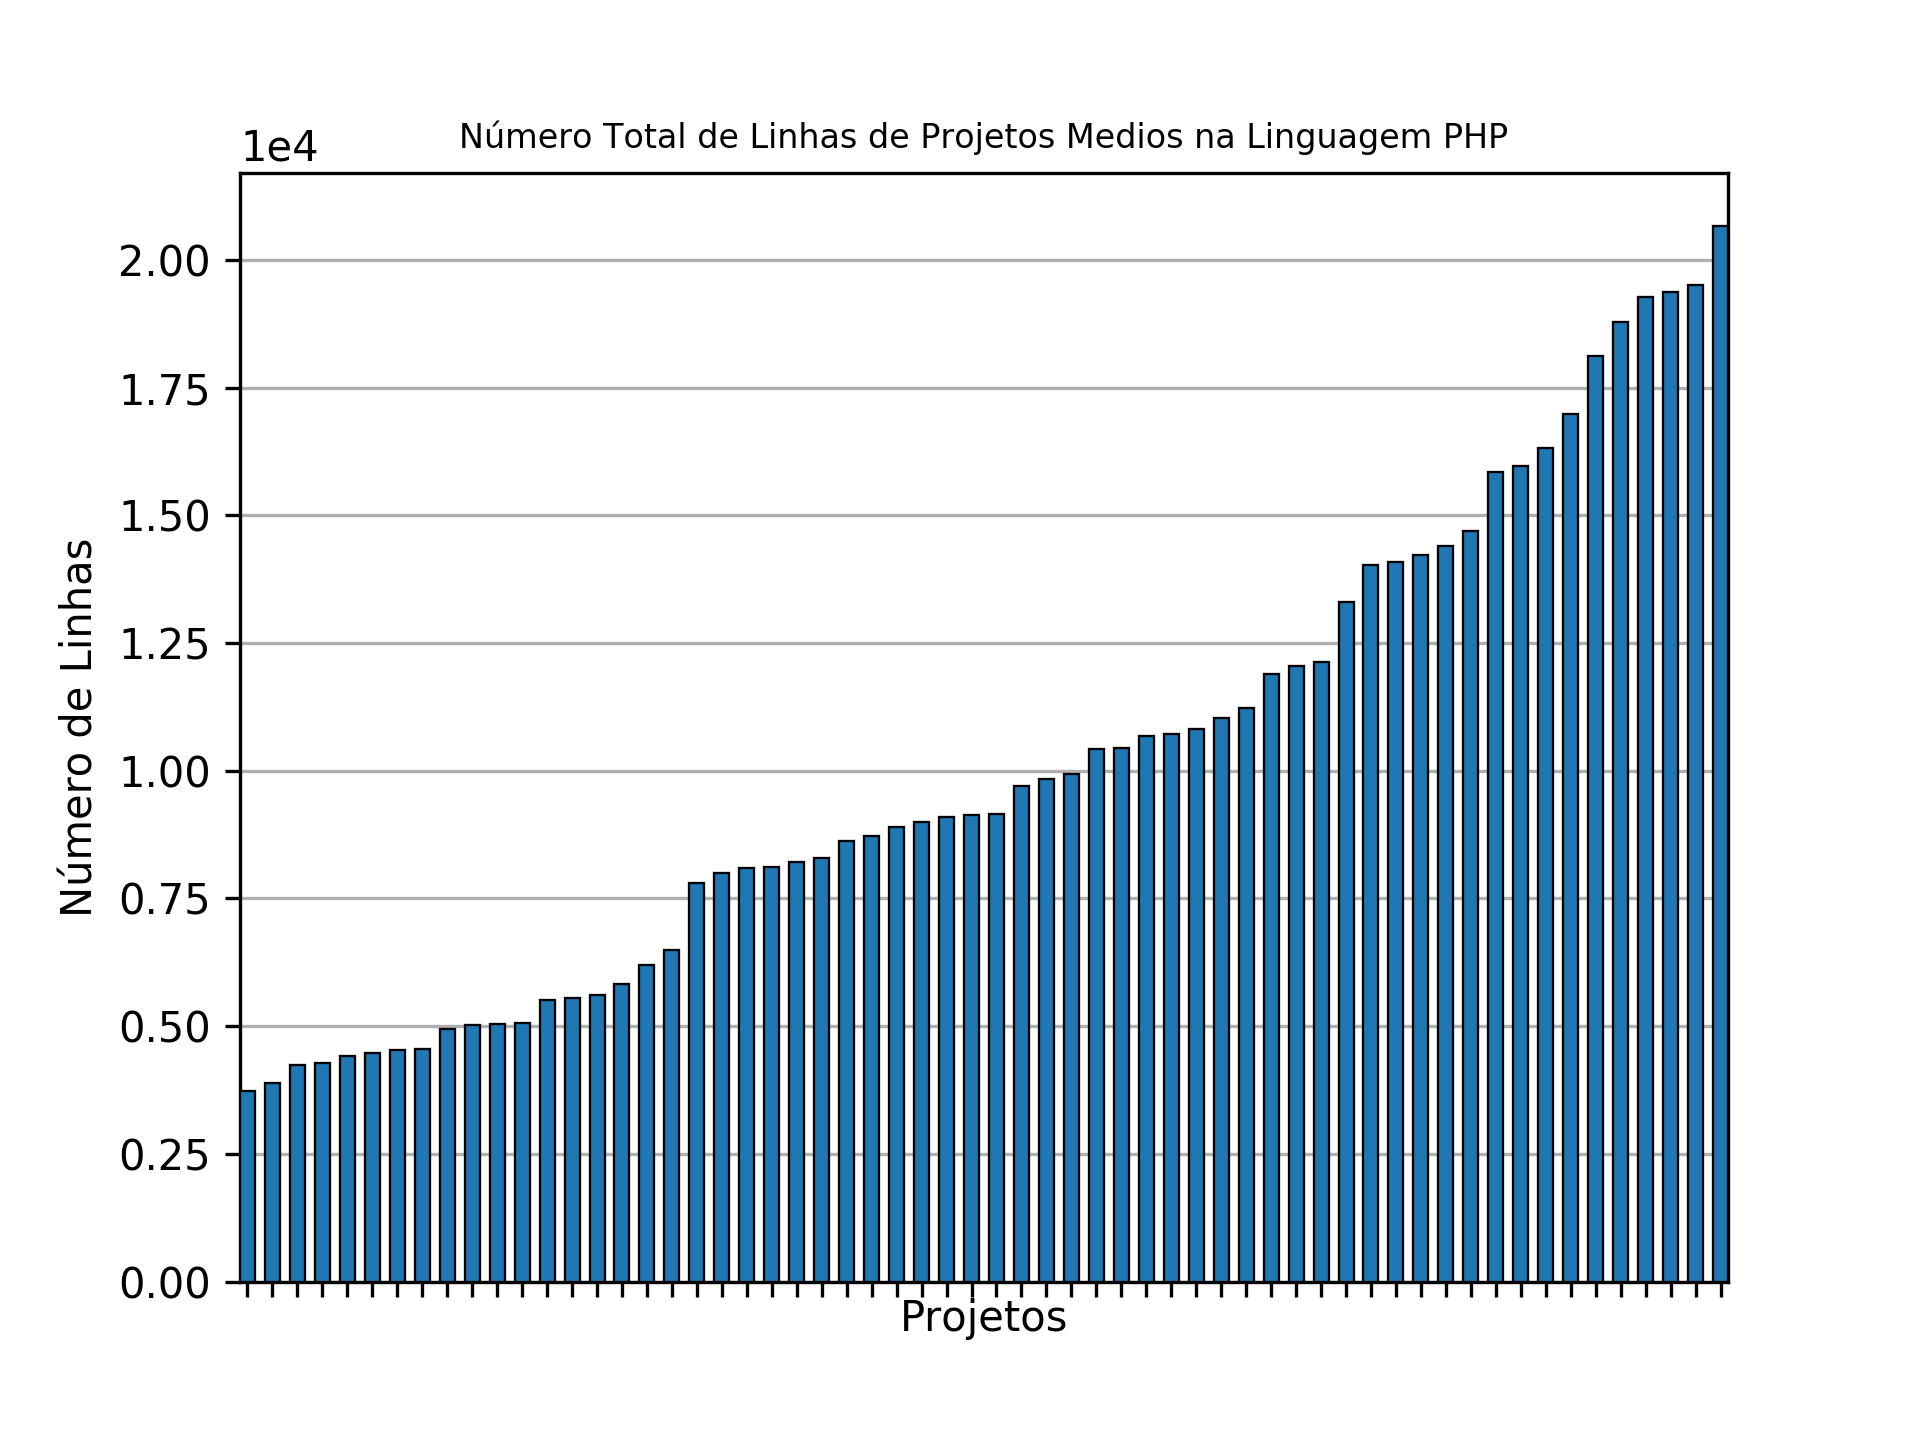 Número Total de Linhas de Projetos Medios na Linguagem PHP
1e4
2.00
1.75
1.50
1.25
1.00
0.75
0.50
0.25
0.00
Número de Linhas
Projetos